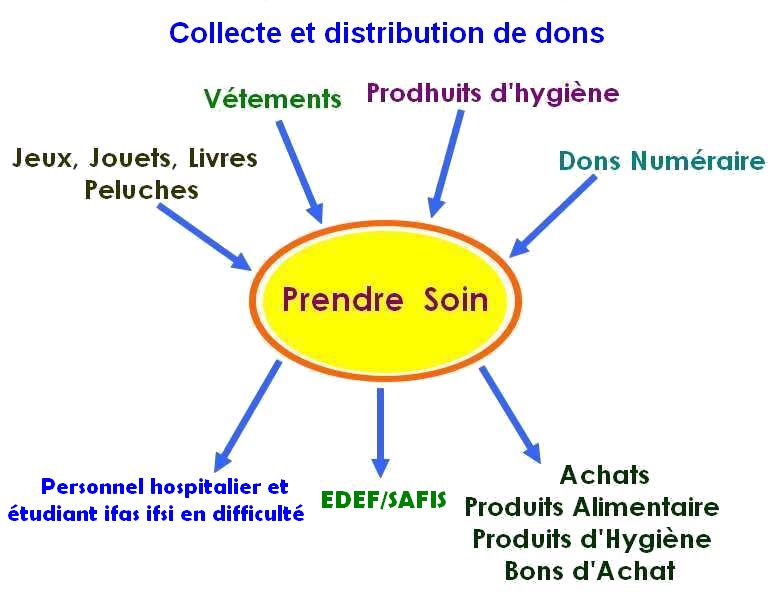 Collecte et distribution de dons
Vétements
Prodhuits d'hygiène
Jeux, Jouets, Livres
Peluches
Dons Numéraire
Prendre Soin
Personnel hospitalier et
étudiant ifas ifsi en difficulté
EDEF/SAFIS
Achats
Produits Alimentaire
Produits d'Hygiène
Bons d'Achat